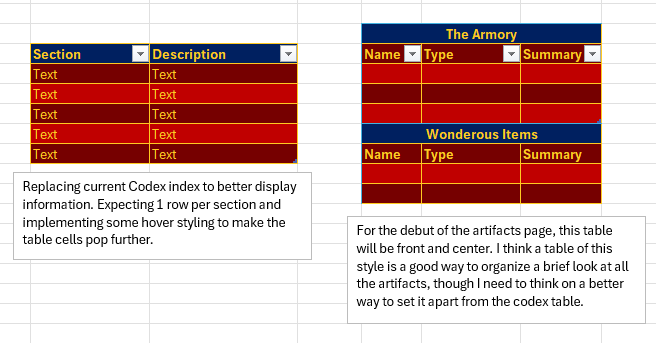 Section Description
Text Text
Text Text
Text Text
Text Text
Text Text
Replacing current Codex index to better display
information. Expecting 1 row per section and
implementing some hover styling to make the
table cells pop further.
The Armory
Name Type Summary
Wonderous Items
Name Type Summary
For the debut of the artifacts page, this table
will be front and center. I think a table of this
style is a good way to organize a brief look at all
the artifacts, though I need to think on a better
way to set it apart from the codex table.